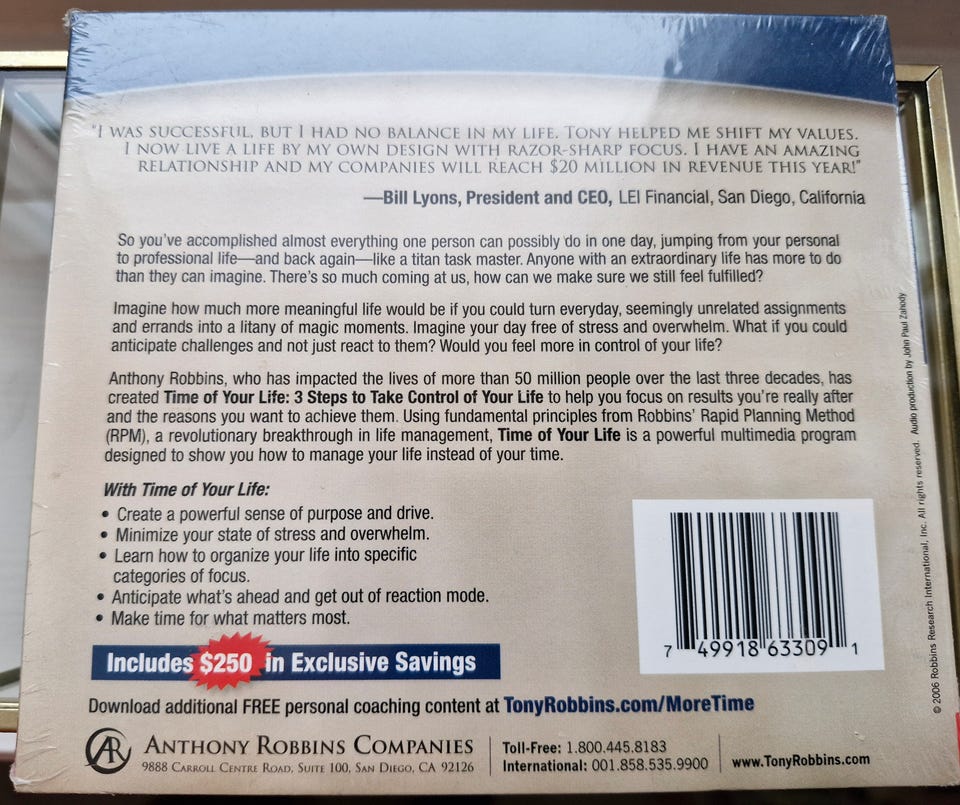 "I WAS SUCCESSFUL, BUT I HAD NO BALANCE IN MY LIFE. TONY HELPED ME SHIFT MY VALUES.
I NOW LIVE A LIFE BY MY OWN DESIGN WITH RAZOR-SHARP FOCUS. I HAVE AN AMAZING
RELATIONSHIP AND MY COMPANIES WILL REACH $20 MILLION IN REVENUE THIS YEAR!"
—Bill Lyons, President and CEO, LEI Financial, San Diego, California
So you've accomplished almost everything one person can possibly do in one day, jumping from your personal
to professional life—and back again—like a titan task master. Anyone with an extraordinary life has more to do
than they can imagine. There's so much coming at us, how can we make sure we still feel fulfilled?
Imagine how much more meaningful life would be if you could turn everyday, seemingly unrelated assignments
and errands into a litany of magic moments. Imagine your day free of stress and overwhelm. What if you could
anticipate challenges and not just react to them? Would you feel more in control of your life?
Anthony Robbins, who has impacted the lives of more than 50 million people over the last three decades, has
created Time of Your Life: 3 Steps to Take Control of Your Life to help you focus on results you're really after
and the reasons you want to achieve them. Using fundamental principles from Robbins' Rapid Planning Method
(RPM), a revolutionary breakthrough in life management, Time of Your Life is a powerful multimedia program
designed to show you how to manage your life instead of your time.
With Time of Your Life:
• Create a powerful sense of purpose and drive.
• Minimize your state of stress and overwhelm.
• Learn how to organize your life into specific
categories of focus.
• Anticipate what's ahead and get out of reaction mode.
• Make time for what matters most.
Includes $250 in Exclusive Savings
Download additional FREE personal coaching content at TonyRobbins.com/MoreTime
AR
ANTHONY ROBBINS COMPANIES
9888 CARROLL CENTRE ROAD, SUITE 100, SAN DIEGO, CA 92126
Toll-Free: 1.800.445.8183
International: 001.858.535.9900
www.TonyRobbins.com
7 49918 63309 1
© 2006 Robbins Research International, Inc. All rights reserved. Audio production by John Paul Zahody